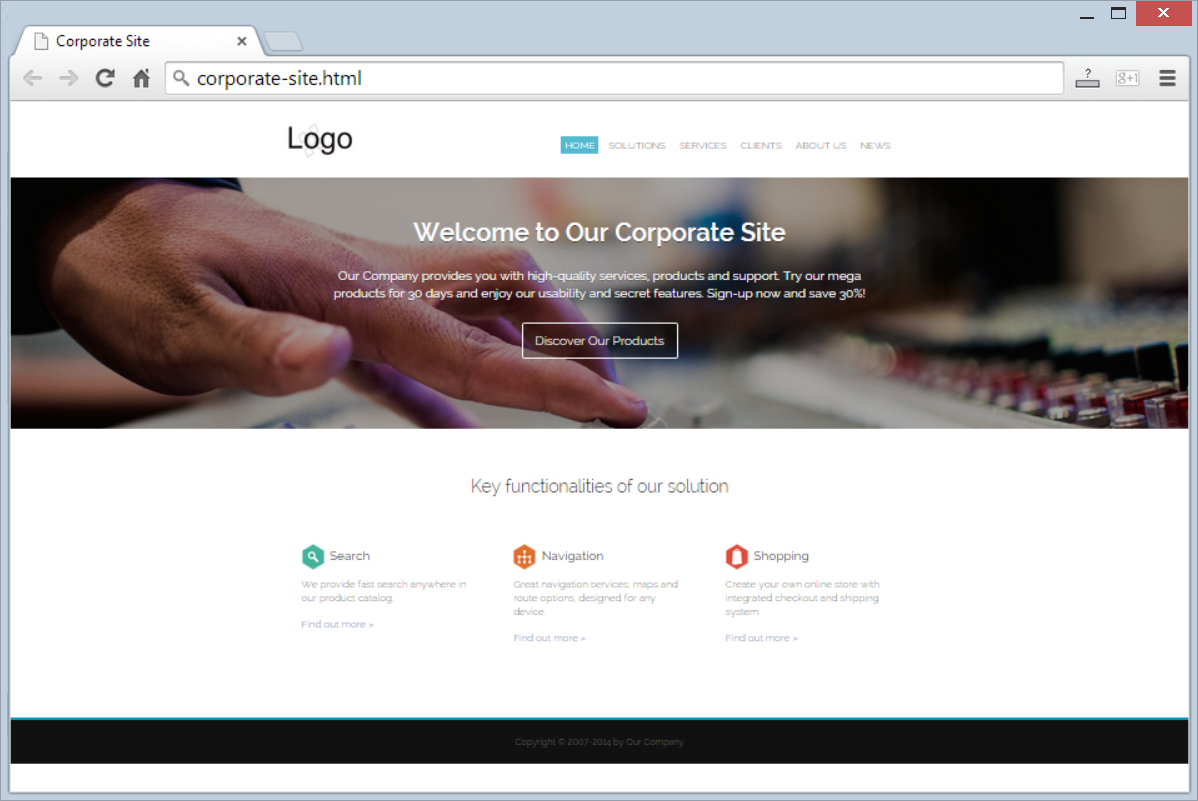 Corporate Site
corporate-site.html
?
g+1
Logo
HOME SOLUTIONS SERVICES CLIENTS ABOUT US NEWS
Welcome to Our Corporate Site
Our Company provides you with high-quality services, products and support. Try our mega
products for 30 days and enjoy our usability and secret features. Sign-up now and save 30%!
Discover Our Products
Key functionalities of our solution
Search
We provide fast search anywhere in
our product catalog.
Find out more »
Navigation
Great navigation services, maps and
route options, designed for any
device.
Find out more »
Shopping
Create your own online store with
integrated checkout and shipping
system
Find out more »
Copyright © 2007-2014 by Our Company